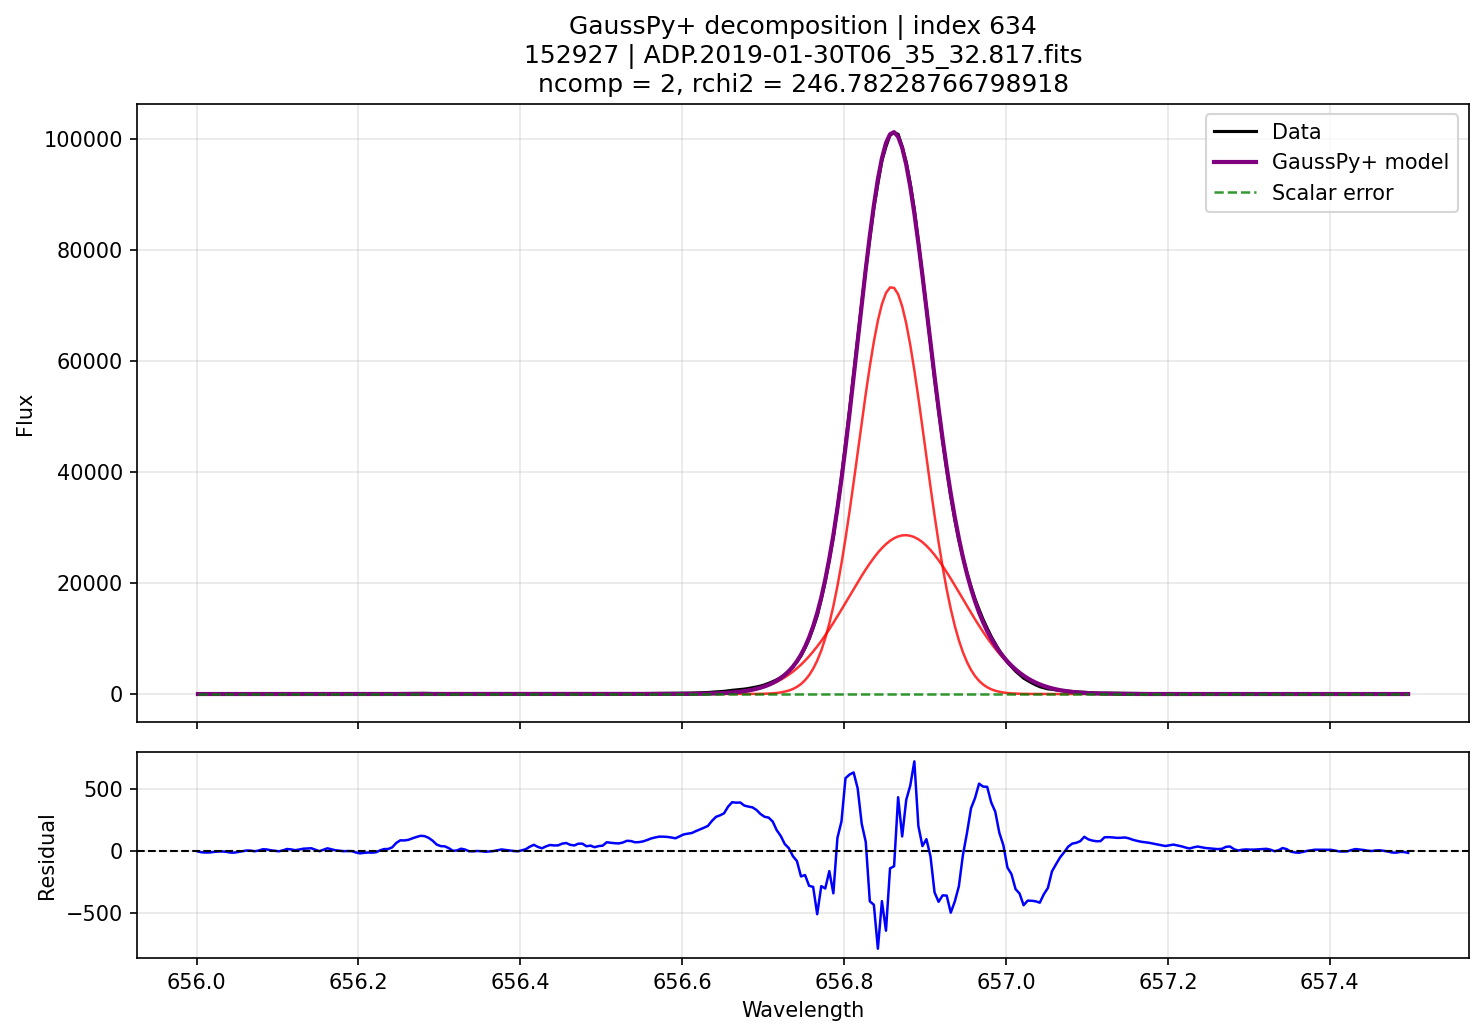 GaussPy+ decomposition | index 634
152927 | ADP.2019-01-30T06_35_32.817.fits
ncomp = 2, rchi2 = 246.78228766798918
Data
GaussPy+ model
Scalar error
100000
80000
60000
40000
20000
0
Flux
500
0
−500
Residual
656.0 656.2 656.4 656.6 656.8 657.0 657.2 657.4
Wavelength